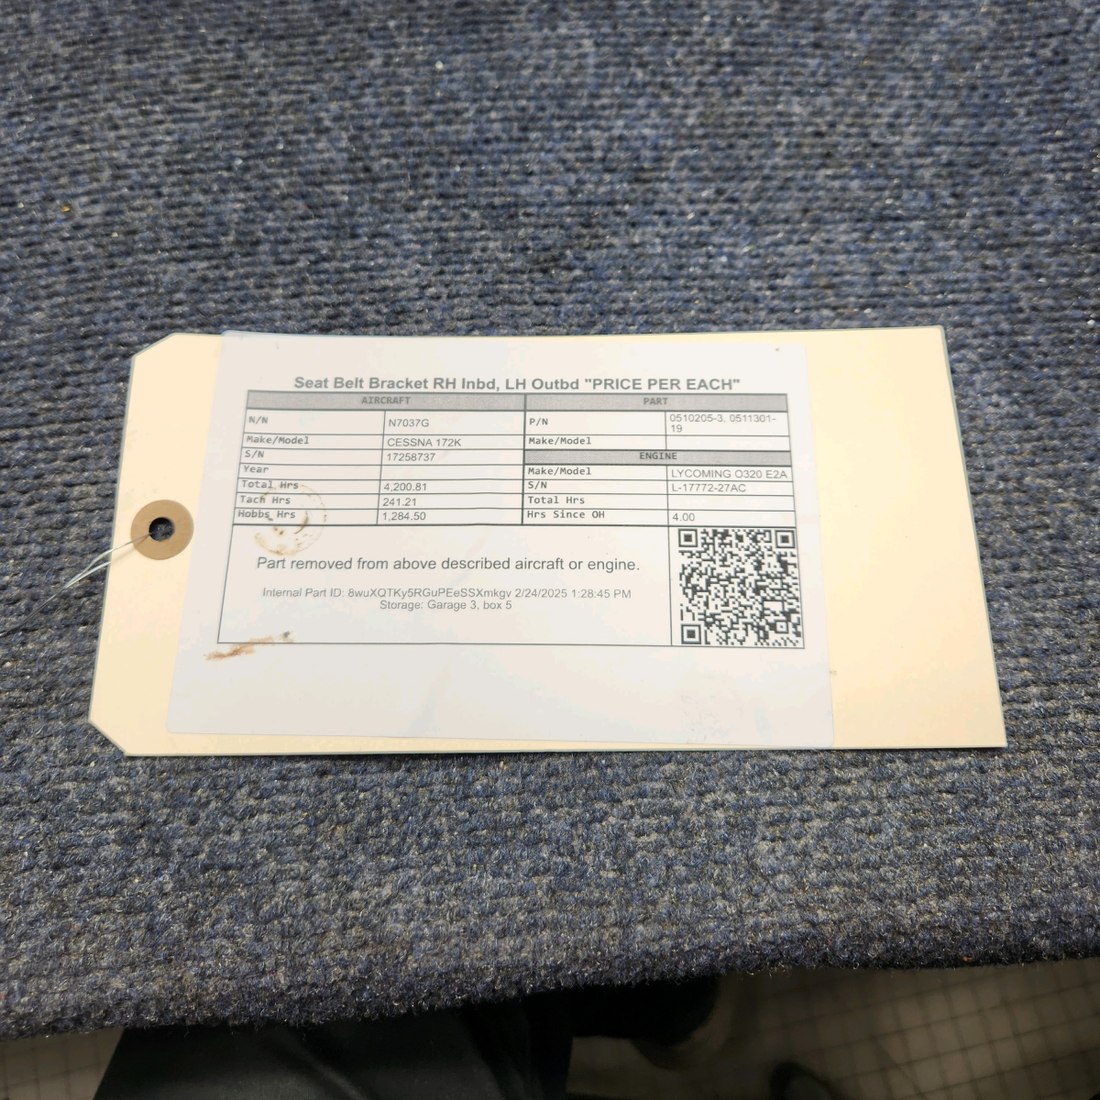 Seat Belt Bracket RH Inbd, LH Outbd "PRICE PER EACH"
AIRCRAFT PART
N/N N7037G P/N 0510205-3, 0511301-
19
Make/Model CESSNA 172K Make/Model
S/N 17258737 ENGINE
Year Make/Model LYCOMING O320 E2A
Total Hrs 4,200.81 S/N L-17772-27AC
Tach Hrs 241.21 Total Hrs
Hobbs Hrs 1,284.50 Hrs Since OH 4.00
Part removed from above described aircraft or engine.
Internal Part ID: 8wuXQTKy5RGuPEeSSXmkgv 2/24/2025 1:28:45 PM
Storage: Garage 3, box 5